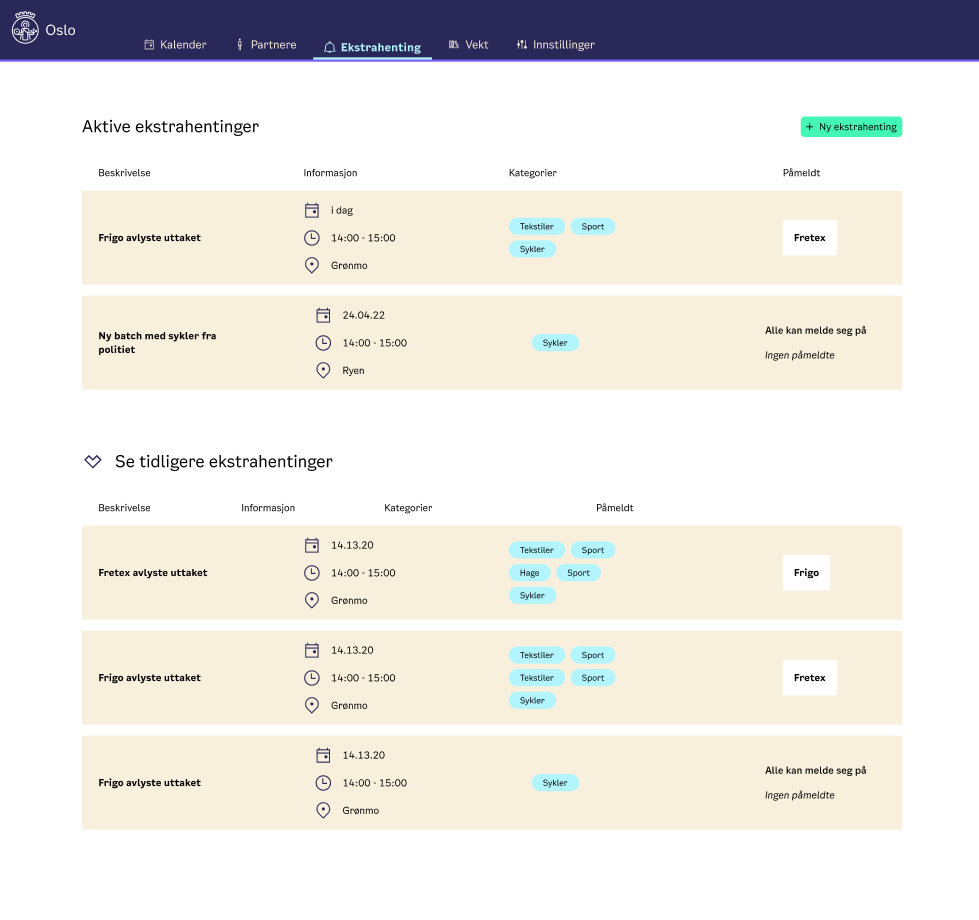 Oslo
Kalender Partnere Ekstrahenting Vekt Innstillinger
Aktive ekstrahentinger
+ Ny ekstrahenting
Beskrivelse Informasjon Kategorier Påmeldt
Frigo avlyste uttaket
i dag
14:00 - 15:00
Grønmo
Tekstiler Sport
Sykler
Fretex
Ny batch med sykler fra
politiet
24.04.22
14:00 - 15:00
Ryen
Sykler
Alle kan melde seg på
Ingen påmeldte
Se tidligere ekstrahentinger
Beskrivelse Informasjon Kategorier Påmeldt
Fretex avlyste uttaket
14.13.20
14:00 - 15:00
Grønmo
Tekstiler Sport
Hage Sport
Sykler
Frigo
Frigo avlyste uttaket
14.13.20
14:00 - 15:00
Grønmo
Tekstiler Sport
Tekstiler Sport
Sykler
Fretex
Frigo avlyste uttaket
14.13.20
14:00 - 15:00
Grønmo
Sykler
Alle kan melde seg på
Ingen påmeldte